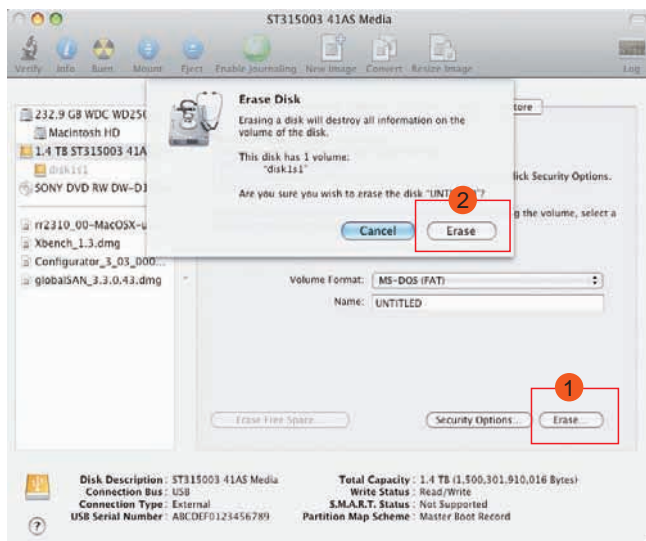 ST315003 41AS Media
Verify Info Burn Mount Eject Enable Journaling New Image Convert Resize Image Log
232.9 GB WDC WD25
Macintosh HD
1.4 TB ST315003 41A
disk1s1
SONY DVD RW DW-D
rr2310_00-MacOSX-
Xbench_1.3.dmg
Configurator_3_03_000...
globalSAN_3.3.0.43.dmg
Erase Disk
Erasing a disk will destroy all information on the
volume of the disk.
This disk has 1 volume:
"disk1s1"
Are you sure you wish to erase the disk "UNT
2
Cancel Erase
tore
lick Security Options.
g the volume, select a
Volume Format: MS-DOS (FAT)
Name: UNTITLED
1
Erase Free Space... Security Options... Erase...
Disk Description : ST315003 41AS Media
Connection Bus : USB
Connection Type : External
USB Serial Number : ABCDEF0123456789
Total Capacity : 1.4 TB (1,500,301,910,016 Bytes)
Write Status : Read/Write
S.M.A.R.T. Status : Not Supported
Partition Map Scheme : Master Boot Record
?